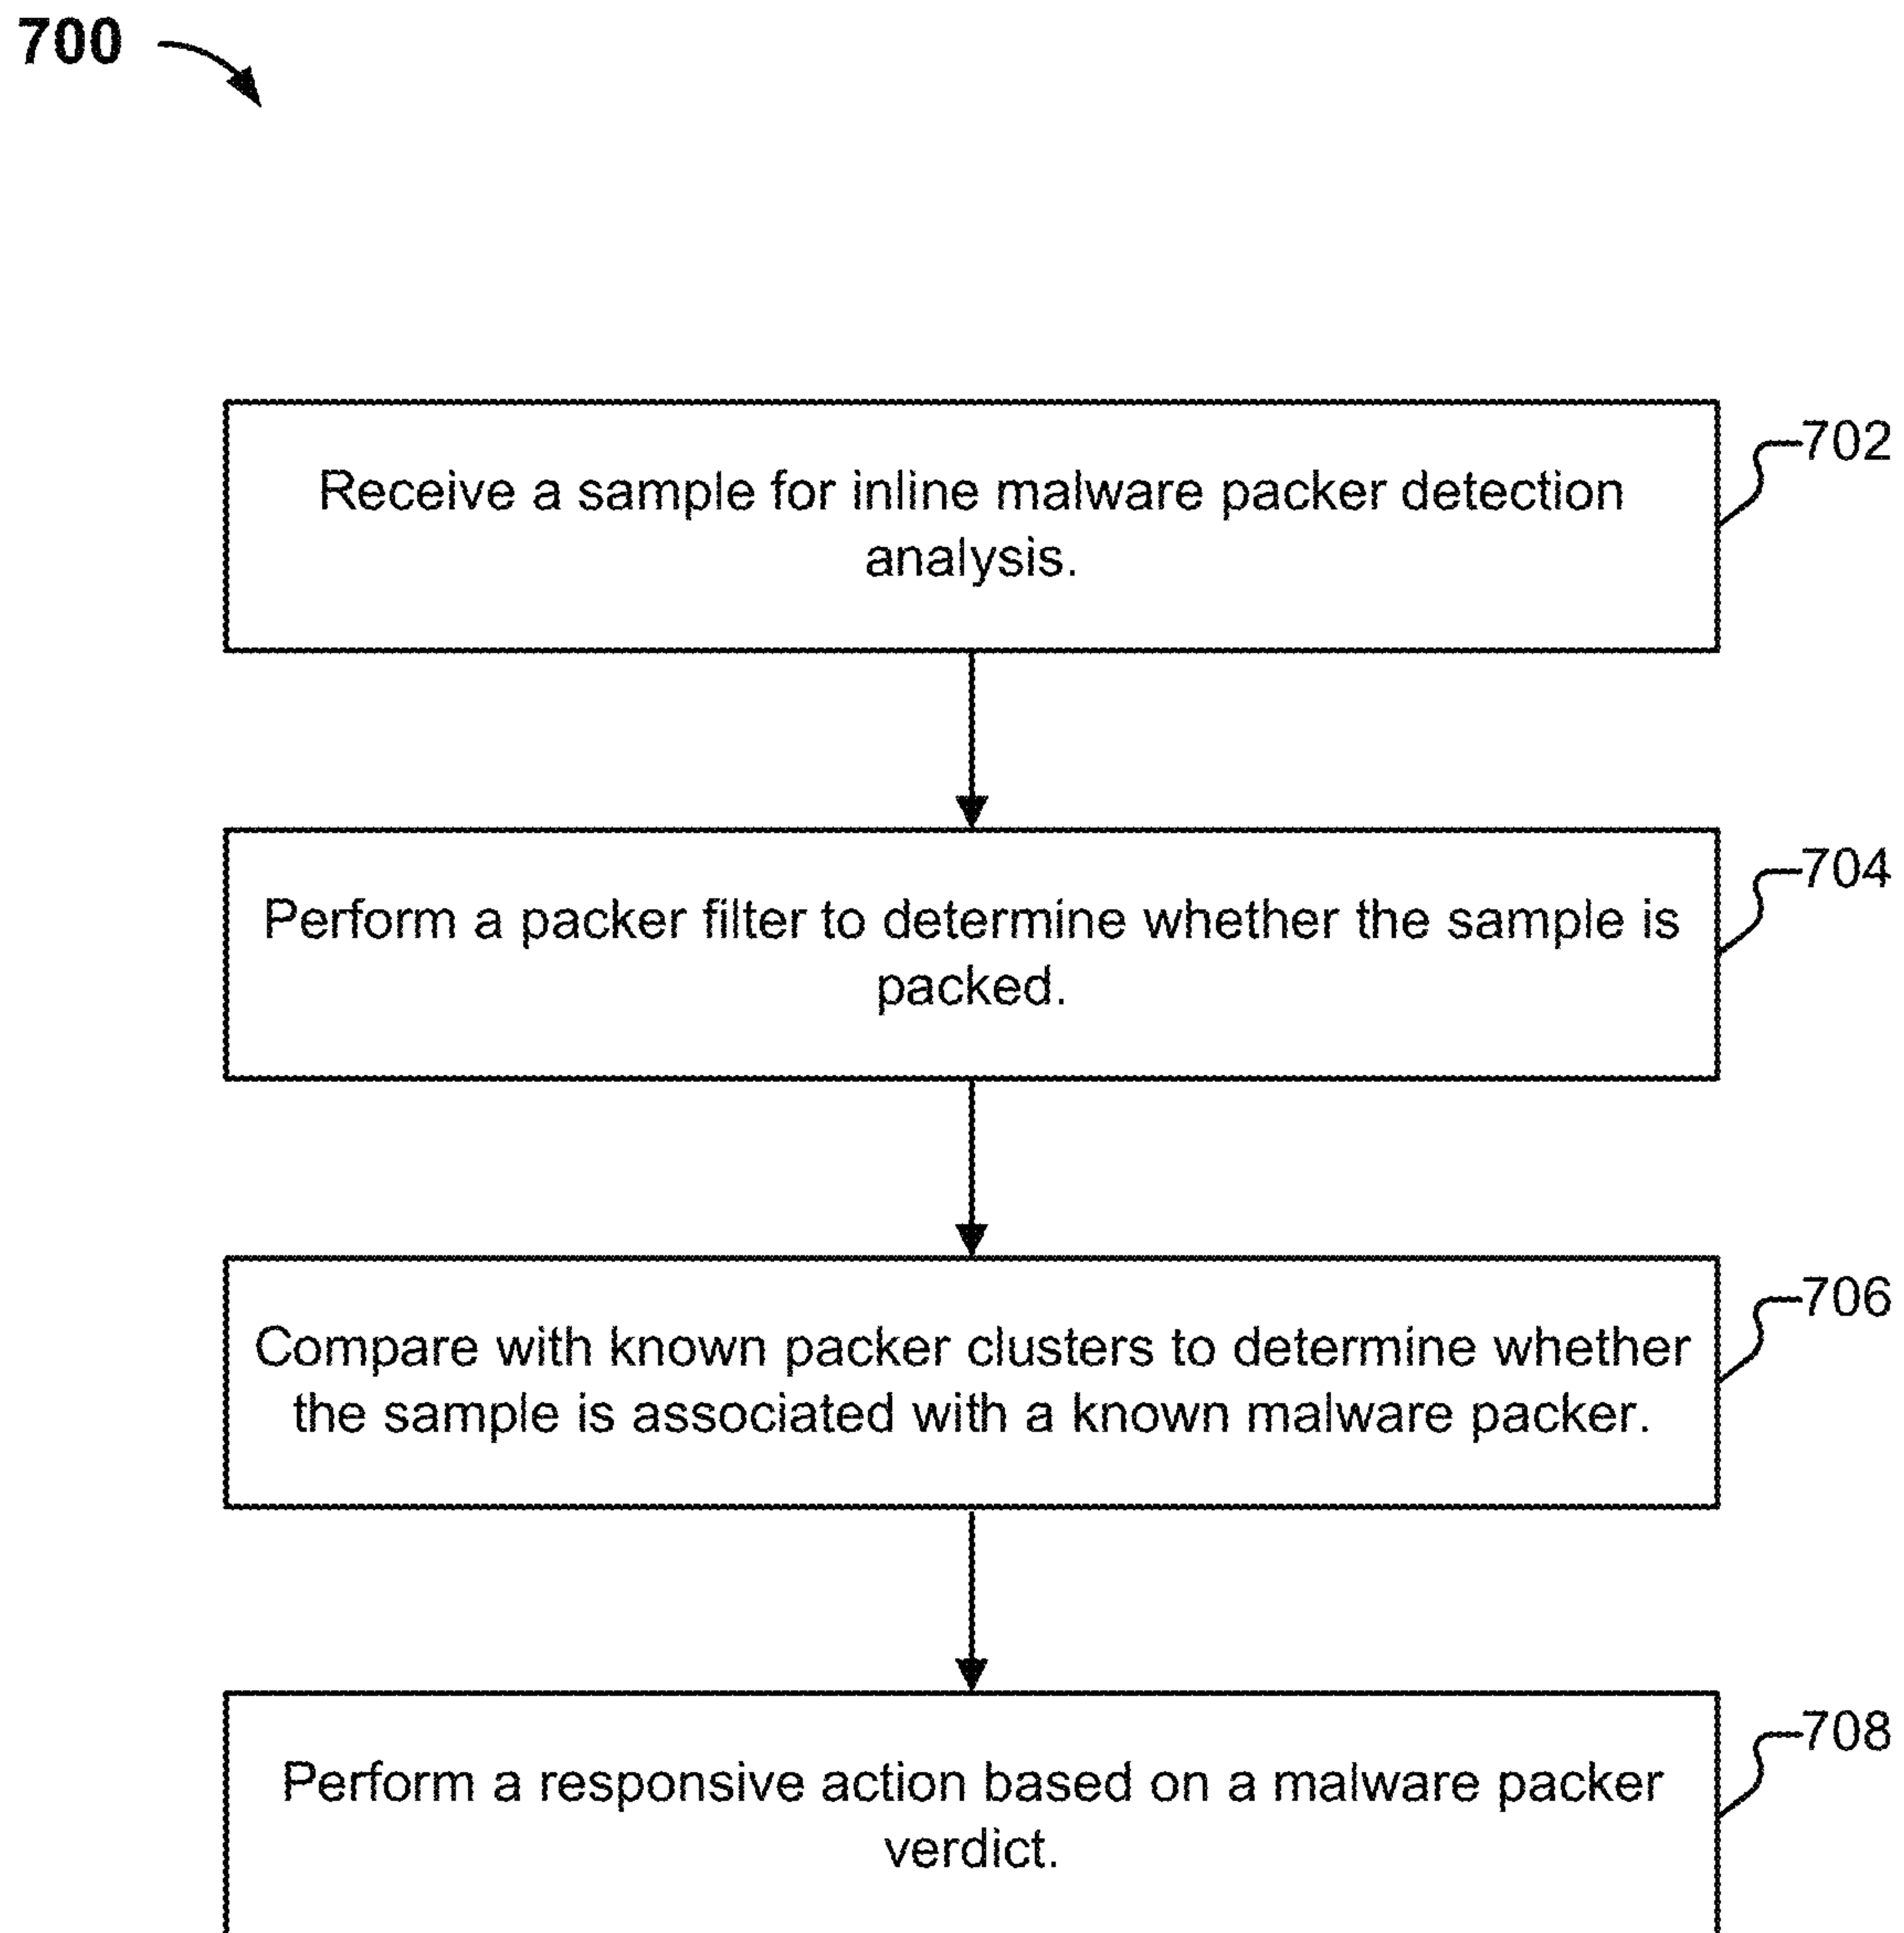 700
Receive a sample for inline malware packer detection
analysis.
702
Perform a packer filter to determine whether the sample is
packed.
704
Compare with known packer clusters to determine whether
the sample is associated with a known malware packer.
706
Perform a responsive action based on a malware packer
verdict.
708